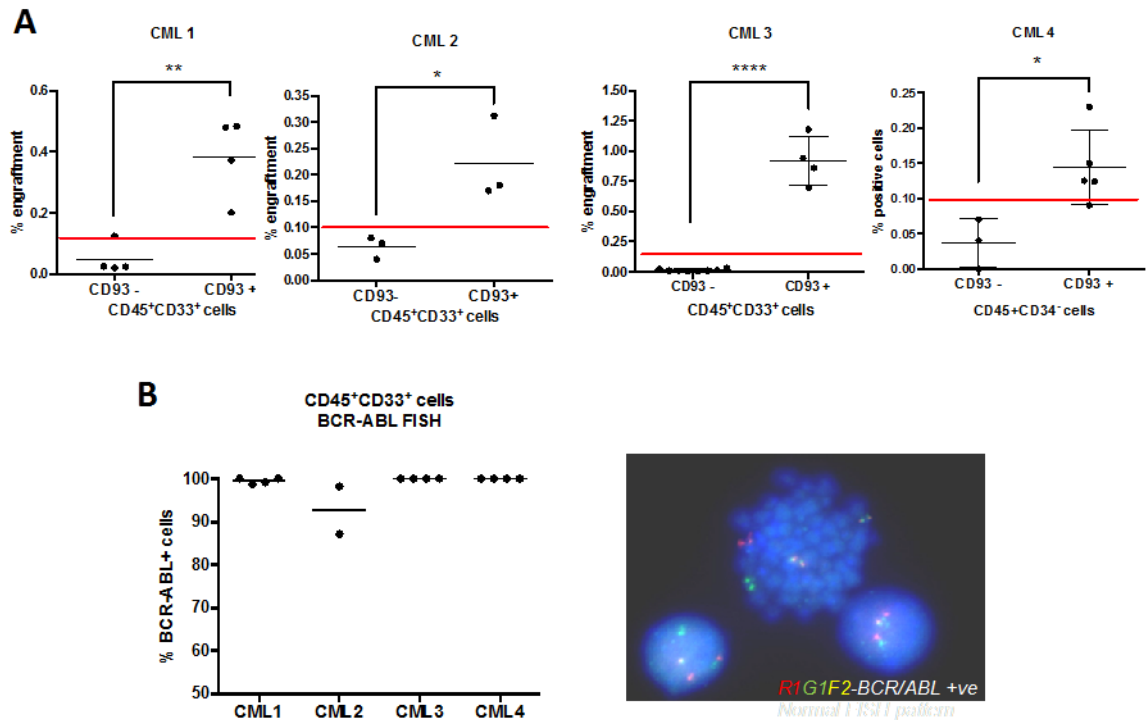 A
CML 1
**
% engraftment
0.6
0.4
0.2
0.0
CD93 -
CD93 +
CD45⁺CD33⁺ cells
CML 2
*
% engraftment
0.35
0.30
0.25
0.20
0.15
0.10
0.05
0.00
CD93-
CD93+
CD45⁺CD33⁺ cells
CML 3
****
% engraftment
1.50
1.25
1.00
0.75
0.50
0.25
0.00
CD93 -
CD93 +
CD45⁺CD33⁺ cells
CML 4
*
% positive cells
0.25
0.20
0.15
0.10
0.05
0.00
CD93 -
CD93 +
CD45+CD34⁻ cells
B
CD45⁺CD33⁺ cells
BCR-ABL FISH
% BCR-ABL+ cells
100
90
80
70
60
50
CML1
CML2
CML3
CML4
R1G1F2-BCR/ABL +ve
Normal FISH pattern